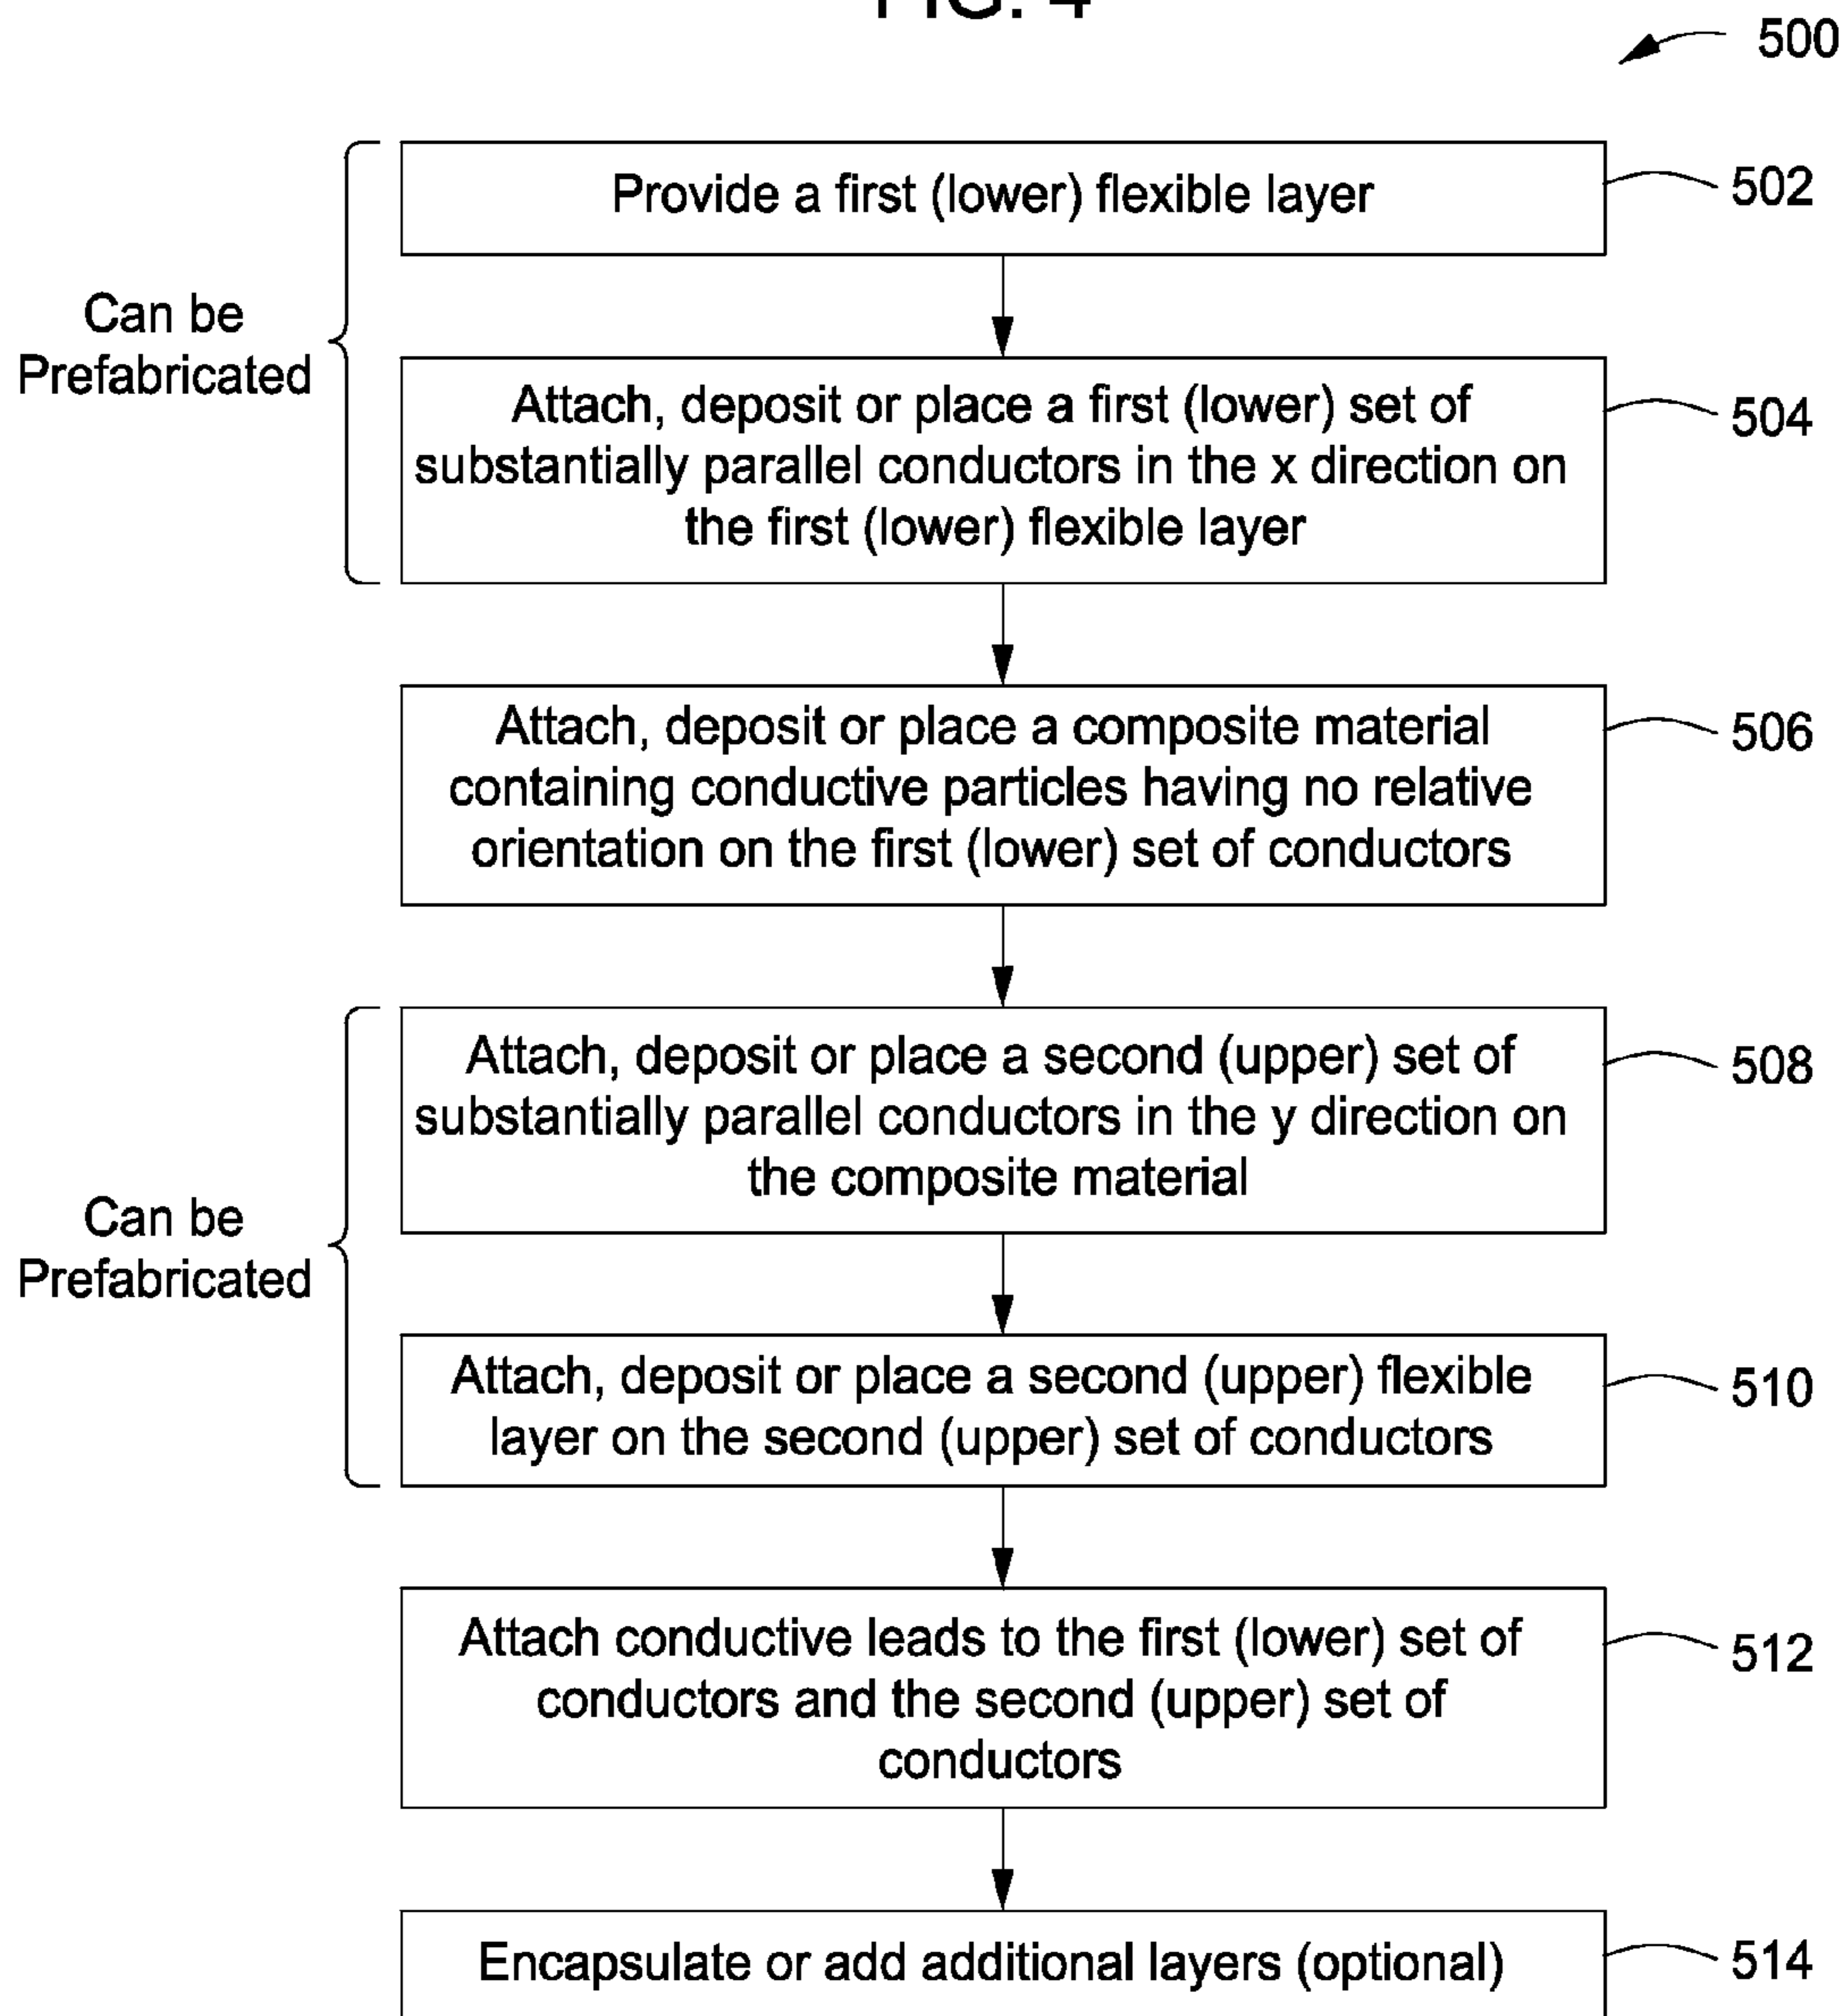 FIG. 4
500
Provide a first (lower) flexible layer
502
Can be
Prefabricated
Attach, deposit or place a first (lower) set of
substantially parallel conductors in the x direction on
the first (lower) flexible layer
504
Attach, deposit or place a composite material
containing conductive particles having no relative
orientation on the first (lower) set of conductors
506
Attach, deposit or place a second (upper) set of
substantially parallel conductors in the y direction on
the composite material
508
Can be
Prefabricated
Attach, deposit or place a second (upper) flexible
layer on the second (upper) set of conductors
510
Attach conductive leads to the first (lower) set of
conductors and the second (upper) set of
conductors
512
Encapsulate or add additional layers (optional)
514